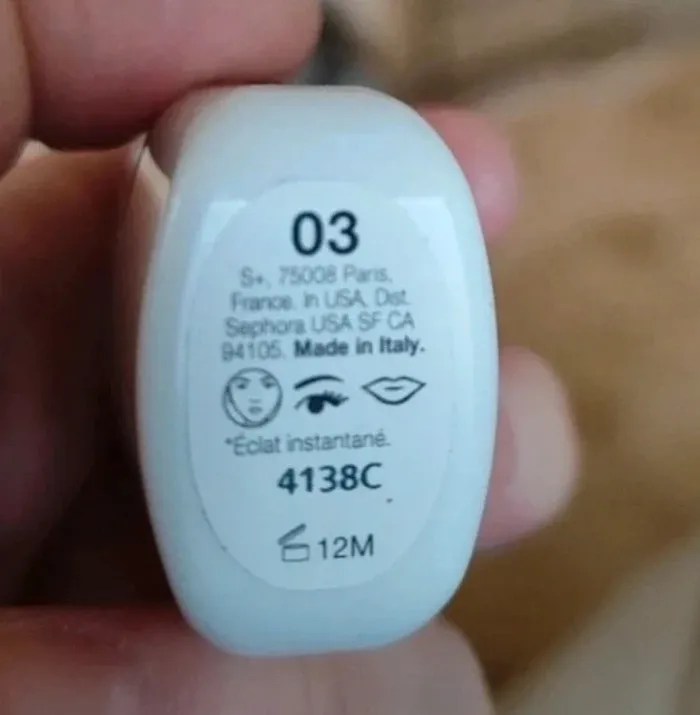 03
S+, 75008 Paris,
France. In USA, Dist.
Sephora USA SF CA
94105. Made in Italy.
*Éclat instantané.
4138C
12M